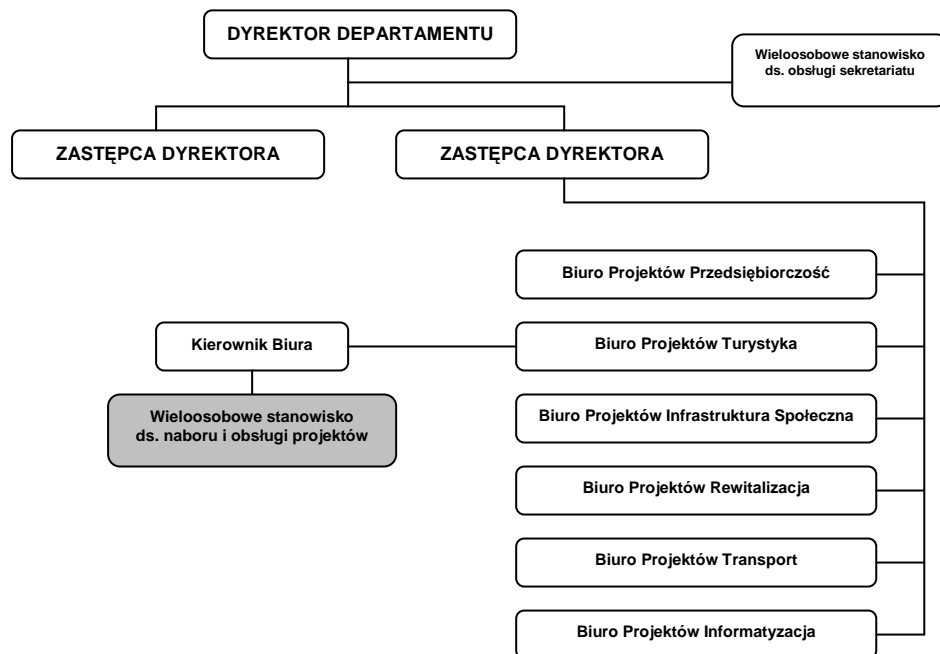 DYREKTOR DEPARTAMENTU
Wieloosobowe stanowisko
ds. obsługi sekretariatu
ZASTĘPCA DYREKTORA
ZASTĘPCA DYREKTORA
Biuro Projektów Przedsiębiorczość
Kierownik Biura
Biuro Projektów Turystyka
Wieloosobowe stanowisko
ds. naboru i obsługi projektów
Biuro Projektów Infrastruktura Społeczna
Biuro Projektów Rewitalizacja
Biuro Projektów Transport
Biuro Projektów Informatyzacja